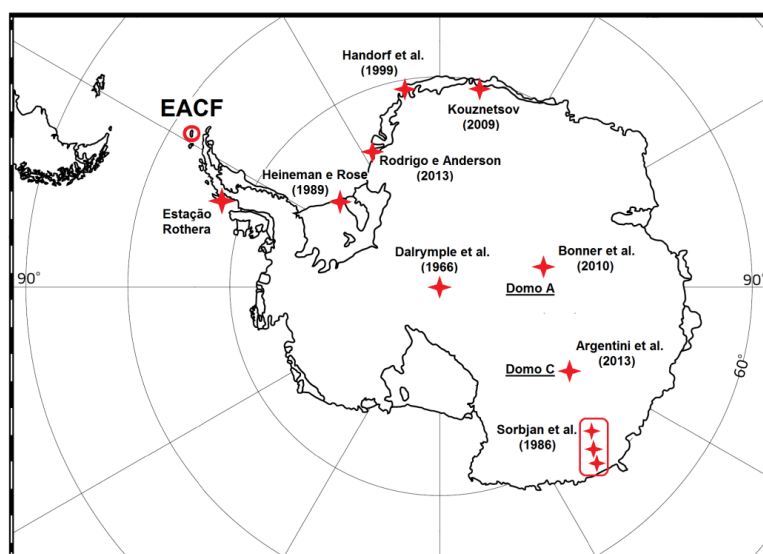 Handorf et al.
(1999)
EACF
Kouznetsov
(2009)
Rodrigo e Anderson
(2013)
Heineman e Rose
(1989)
Estação
Rothera
Dalrymple et al.
(1966)
Bonner et al.
(2010)
Domo A
90°
90°
Argentini et al.
(2013)
Domo C
60°
Sorbjan et al.
(1986)